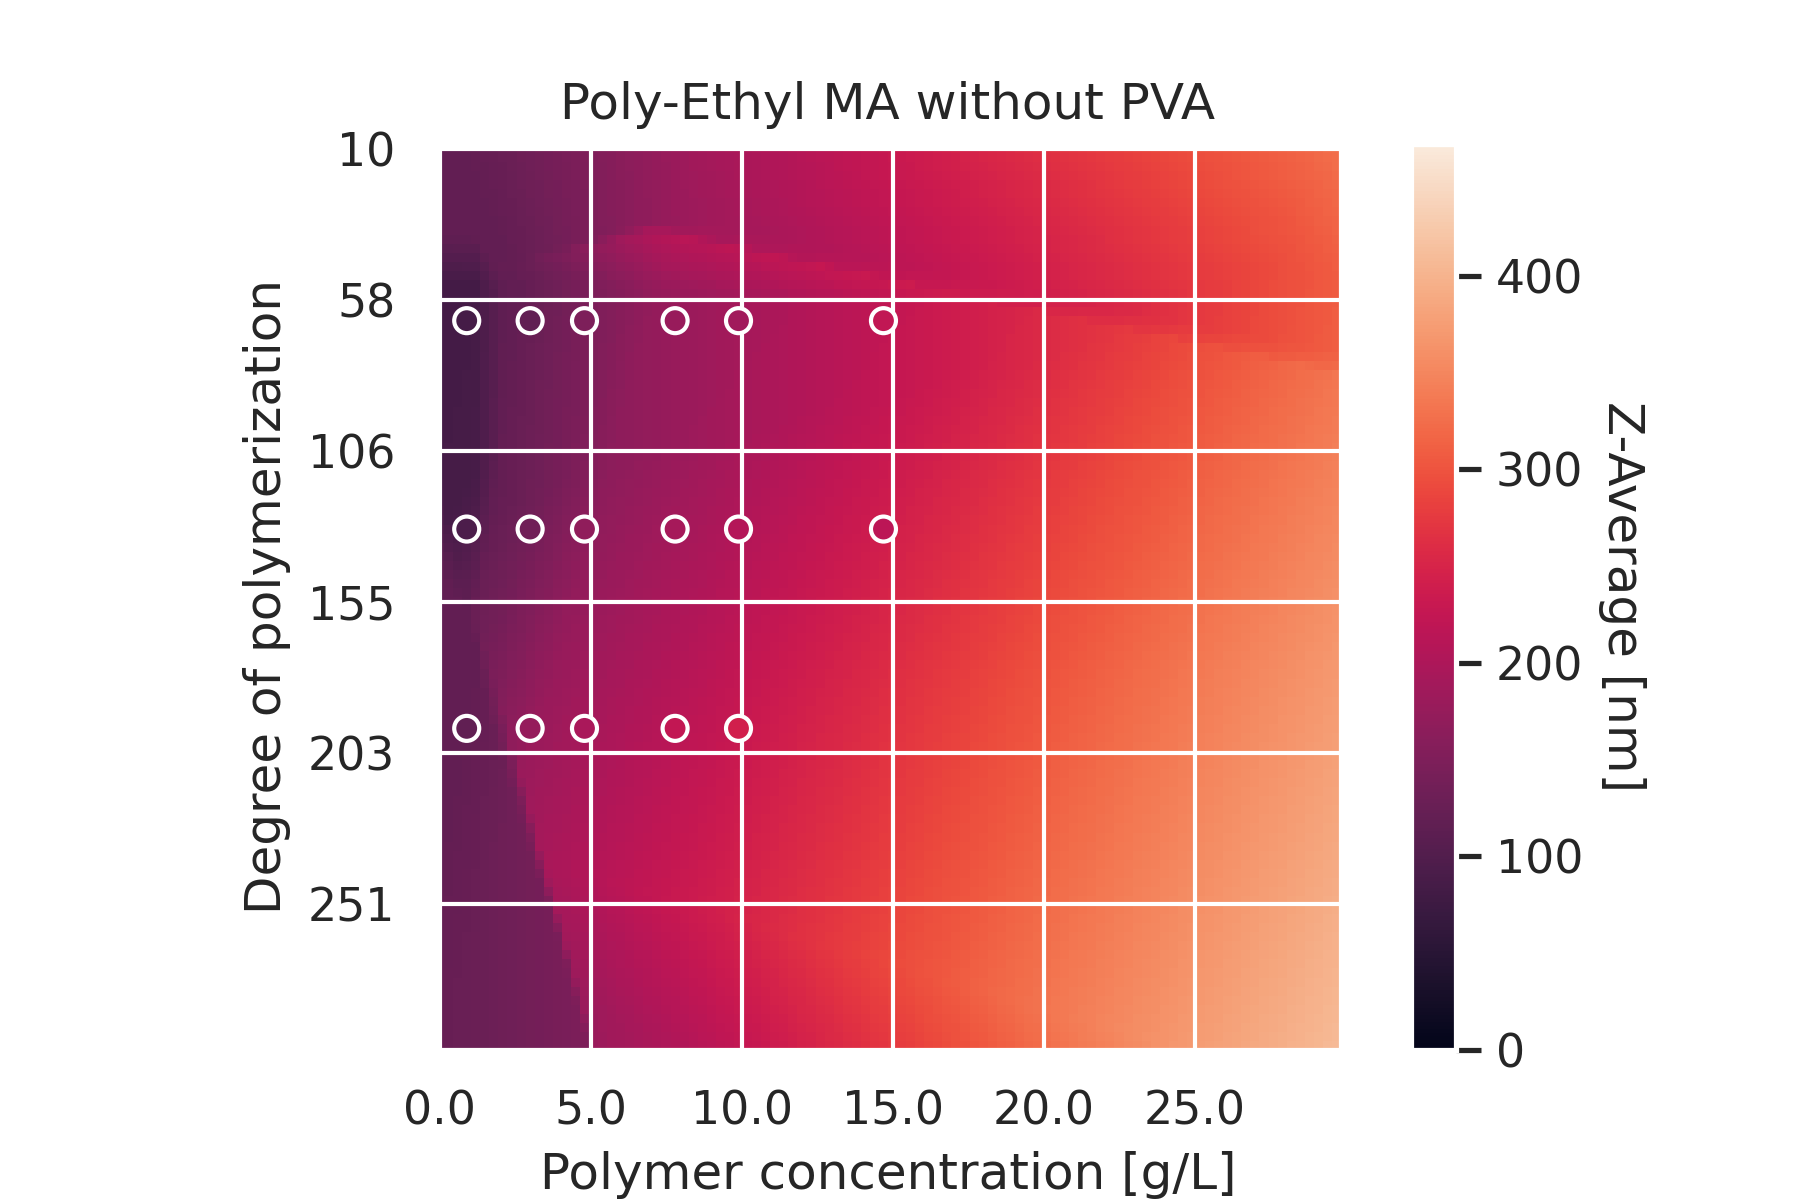 Poly-Ethyl MA without PVA
10
58
106
155
203
251
Degree of polymerization
0.0 5.0 10.0 15.0 20.0 25.0
Polymer concentration [g/L]
400
300
200
100
0
Z-Average [nm]